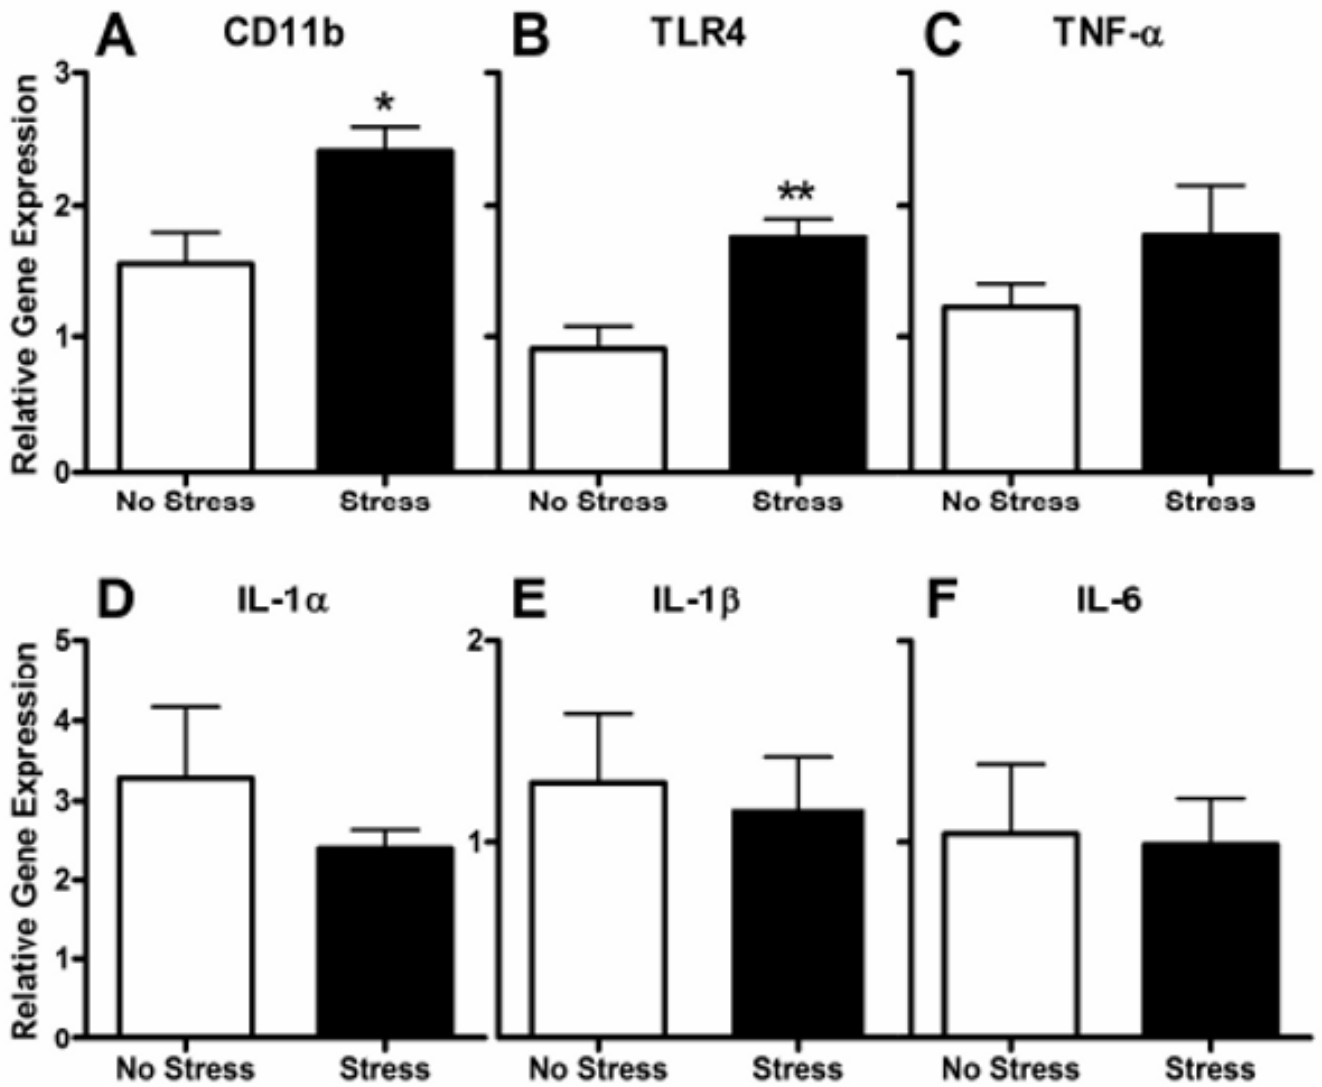 A CD11b B TLR4 C TNF-α
Relative Gene Expression
3
2
1
0
*
**
No Stress Stress No Stress Stress No Stress Stress
D IL-1α E IL-1β F IL-6
Relative Gene Expression
5
4
3
2
1
0
2
1
No Stress Stress No Stress Stress No Stress Stress